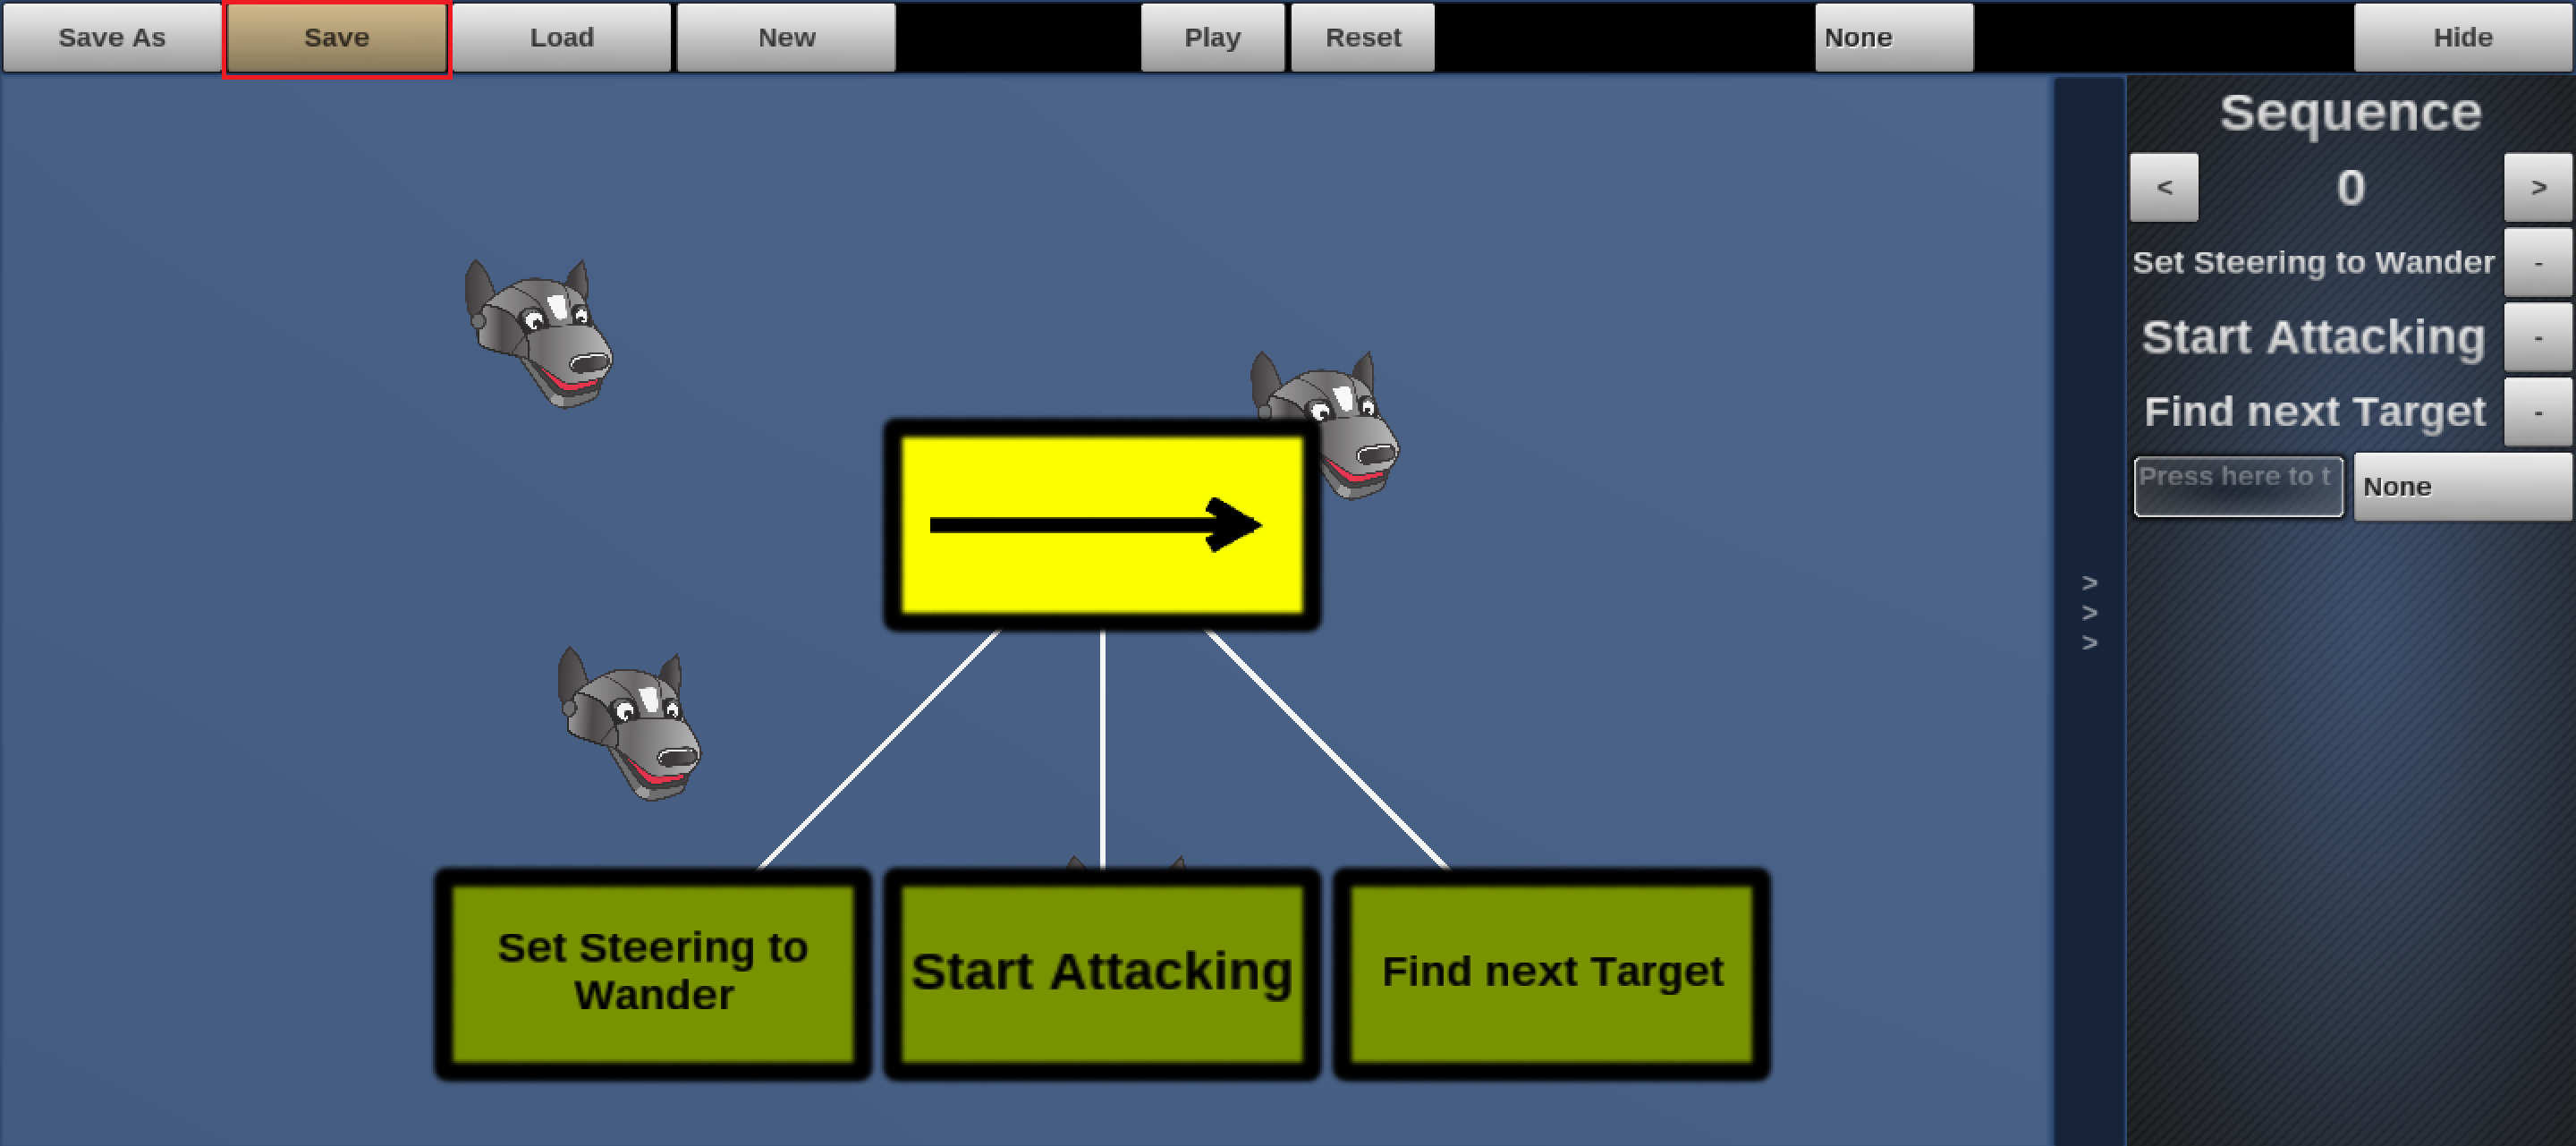 Save As
Save
Load
New
Play
Reset
None
Hide
Sequence
<
0
>
Set Steering to Wander
-
Start Attacking
-
Find next Target
-
Press here to t
None
>
>
>
Set Steering to
Wander
Start Attacking
Find next Target